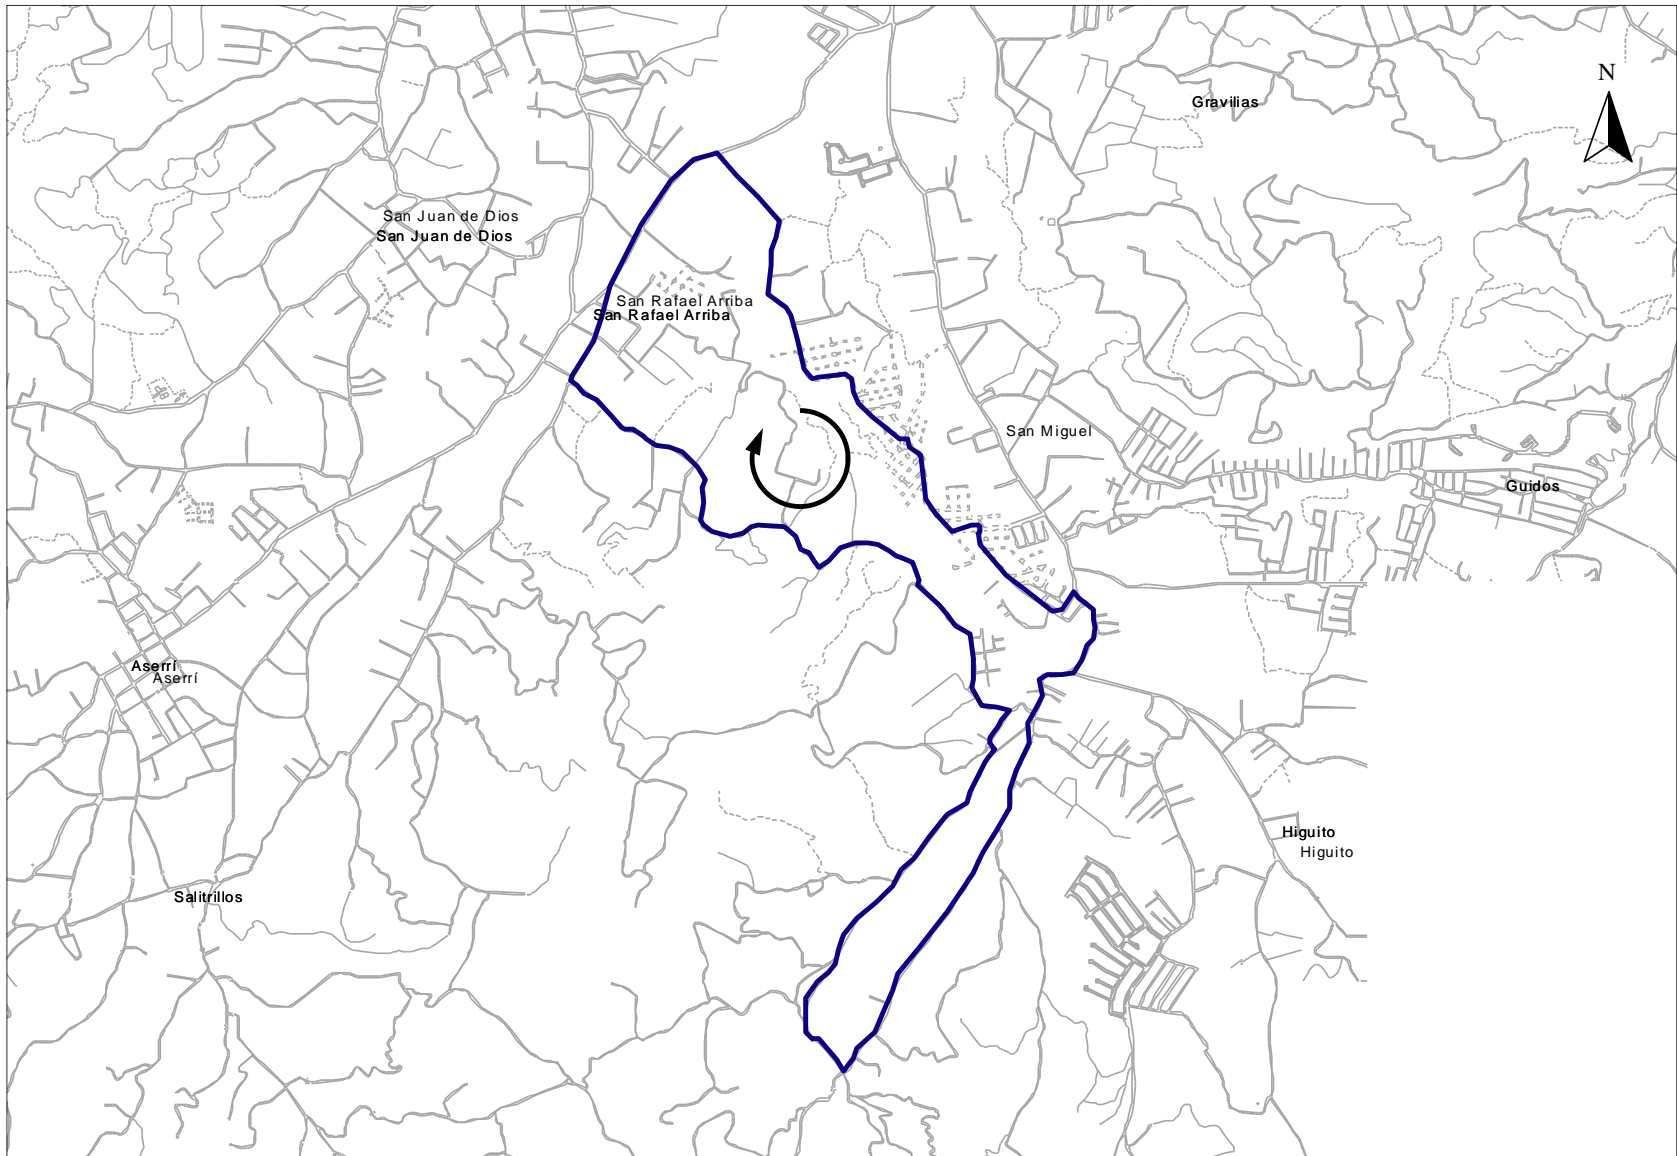 N
Gravilias
San Juan de Dios
San Juan de Dios
San Rafael Arriba
San Rafael Arriba
San Miguel
Guidos
Aserrí
Aserrí
Higuito
Higuito
Salitrillos